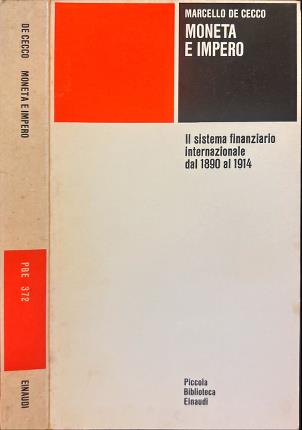 DE CECCO MONETA E IMPERO
PBE 372
EINAUDI
MARCELLO DE CECCO
MONETA
E IMPERO
Il sistema finanziario
internazionale
dal 1890 al 1914
Piccola
Biblioteca
Einaudi